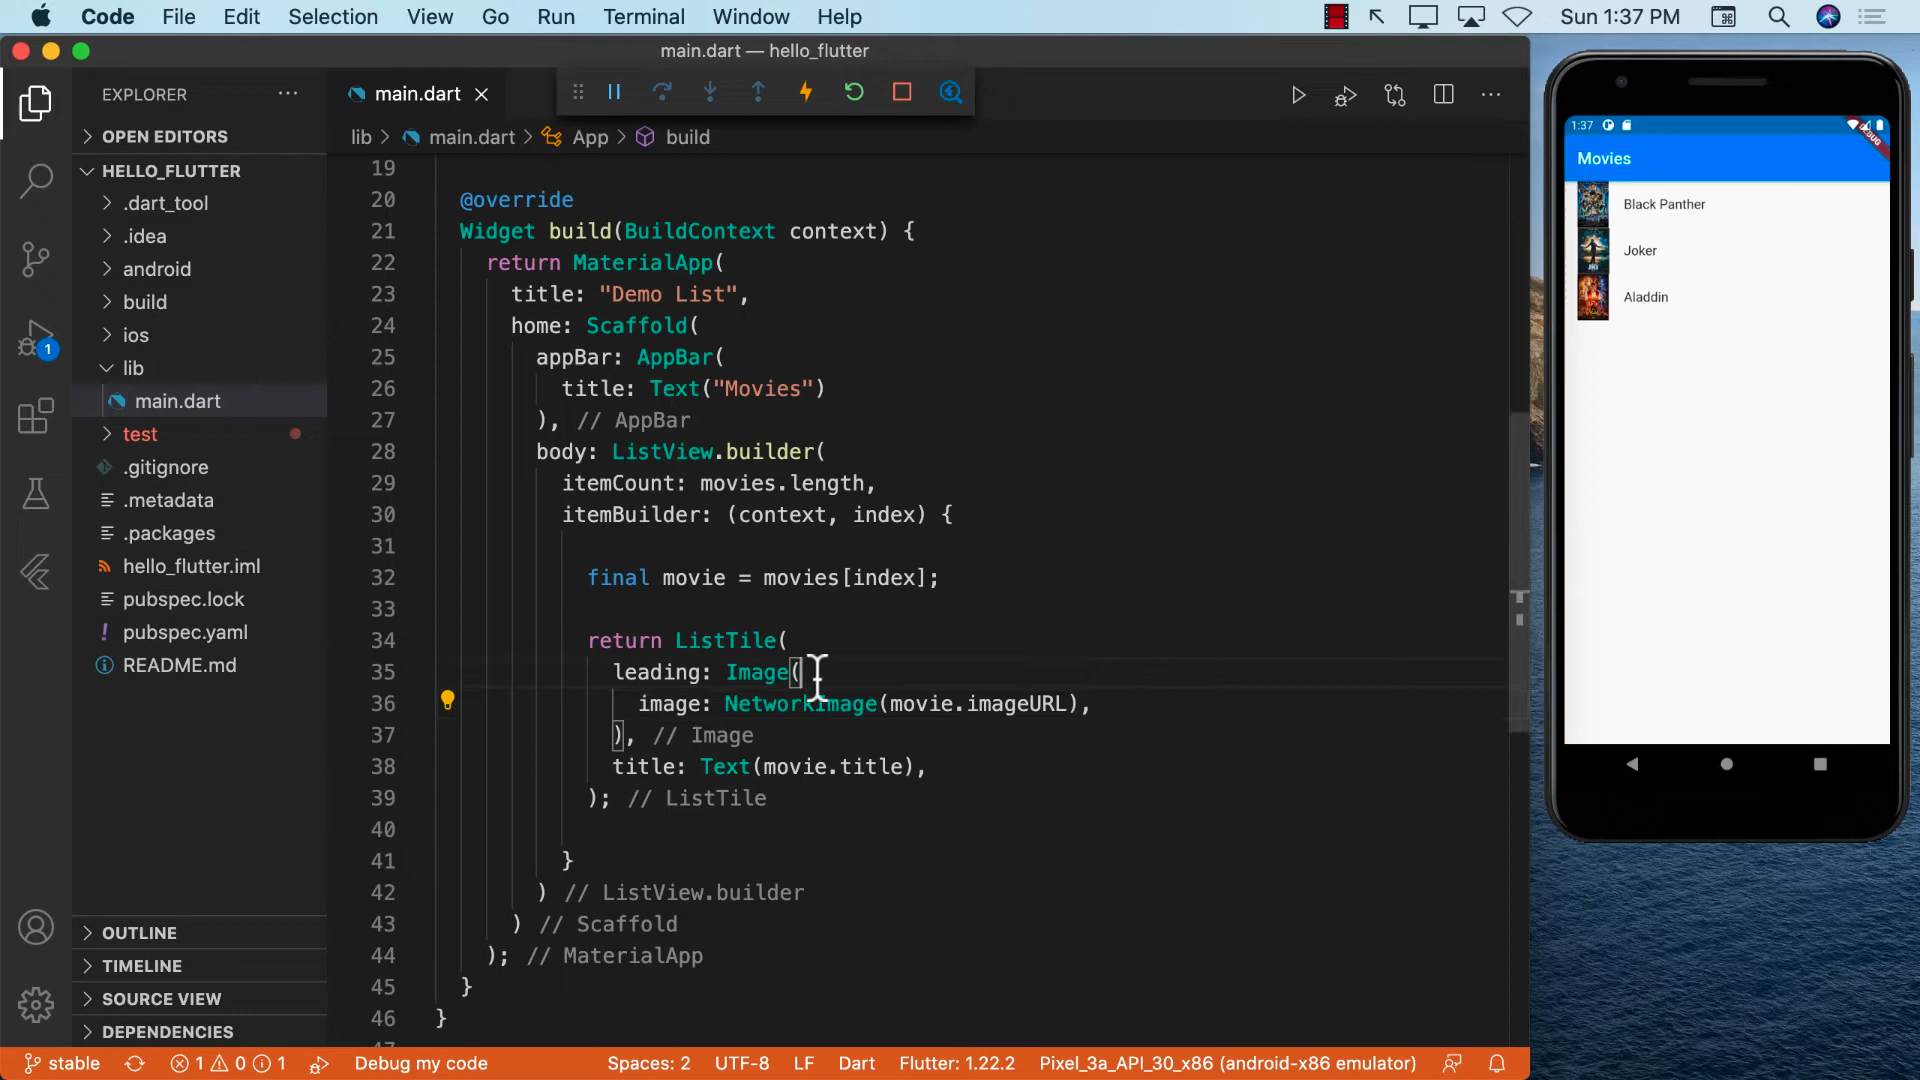 Code File Edit Selection View Go Run Terminal Window Help Sun 1:37 PM
main.dart — hello_flutter
EXPLORER
main.dart
OPEN EDITORS
lib main.dart App build
HELLO_FLUTTER
.dart_tool
.idea
android
build
ios
lib
main.dart
test
.gitignore
.metadata
.packages
hello_flutter.iml
pubspec.lock
pubspec.yaml
README.md
1
OUTLINE
TIMELINE
SOURCE VIEW
DEPENDENCIES
19
20 @override
21 Widget build(BuildContext context) {
22 return MaterialApp(
23 title: "Demo List",
24 home: Scaffold(
25 appBar: AppBar(
26 title: Text("Movies")
27 ), // AppBar
28 body: ListView.builder(
29 itemCount: movies.length,
30 itemBuilder: (context, index) {
31
32 final movie = movies[index];
33
34 return ListTile(
35 leading: Image(
36 image: NetworkImage(movie.imageURL),
37 ), // Image
38 title: Text(movie.title),
39 ); // ListTile
40
41 }
42 ) // ListView.builder
43 ) // Scaffold
44 ); // MaterialApp
45 }
46 }
stable 1 0 1 Debug my code Spaces: 2 UTF-8 LF Dart Flutter: 1.22.2 Pixel_3a_API_30_x86 (android-x86 emulator)
1:37
DEBUG
Movies
Black Panther
Joker
Aladdin